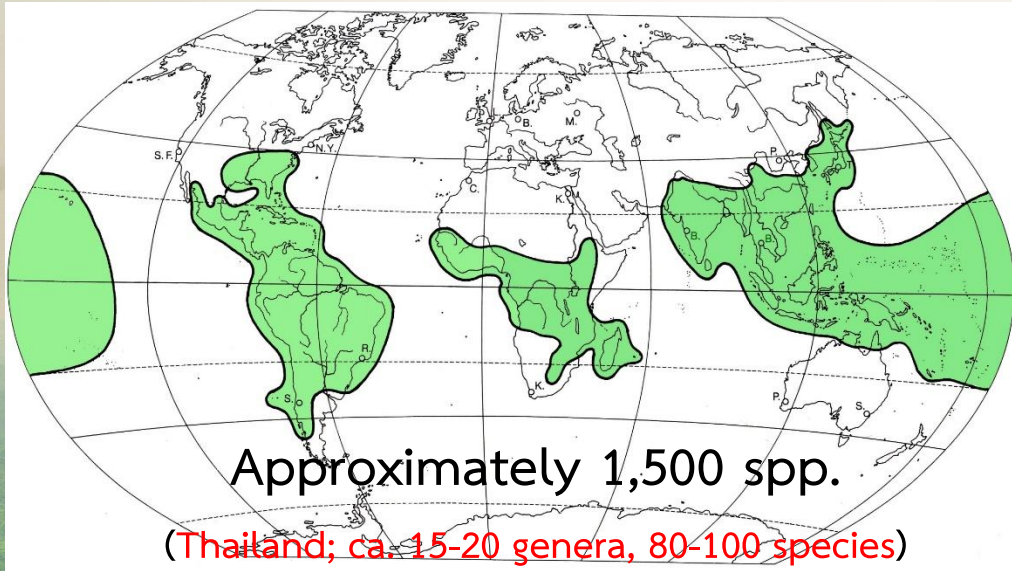 B.
M.
S.F.
N.Y.
P.
T.
C.
K.
B.
B.
R.
S.
K.
P.
S.
Approximately 1,500 spp.
(Thailand; ca. 15-20 genera, 80-100 species)